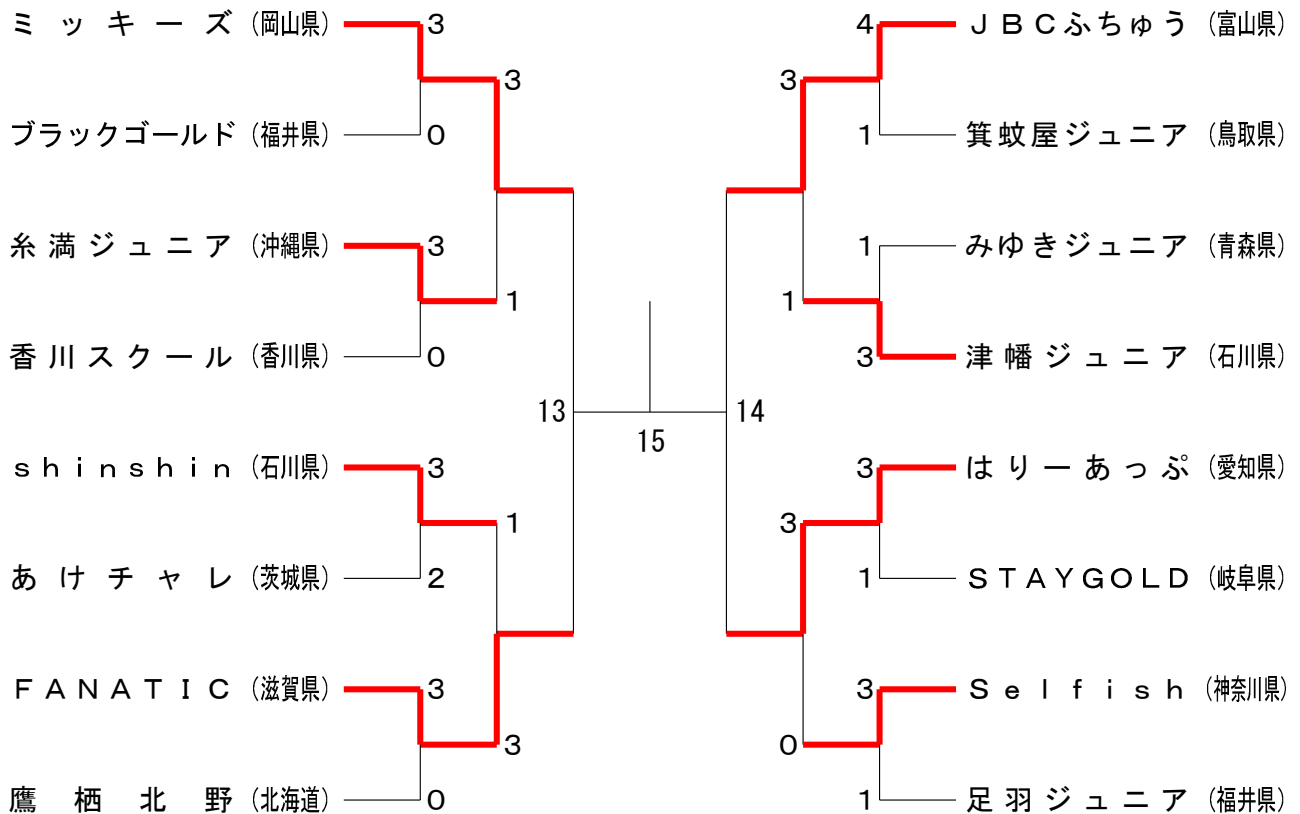 ミッキーズ (岡山県) 3
3
ブラックゴールド (福井県) 0
糸満ジュニア (沖縄県) 3
1
香川スクール (香川県) 0
13
shinshin (石川県) 3
1
あけチャレ (茨城県) 2
FANATIC (滋賀県) 3
3
鷹栖北野 (北海道) 0
15
4 JBCふちゅう (富山県)
3
1 箕蚊屋ジュニア (鳥取県)
1 みゆきジュニア (青森県)
1
3 津幡ジュニア (石川県)
14
3 はりーあっぷ (愛知県)
3
1 STAYGOLD (岐阜県)
3 Selfish (神奈川県)
0
1 足羽ジュニア (福井県)